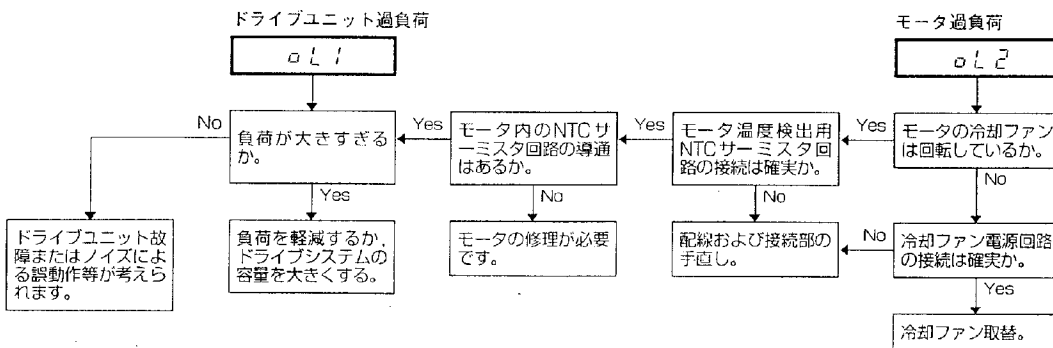 ドライブユニット過負荷
oL1
モータ過負荷
oL2
No
負荷が大きすぎる
か。
Yes
モータ内のNTCサ
ーミスタ回路の導通
はあるか。
Yes
モータ温度検出用
NTCサーミスタ回
路の接続は確実か。
Yes
モータの冷却ファン
は回転しているか。
Yes
No
No
No
ドライブユニット故
障またはノイズによ
る誤動作等が考えら
れます。
負荷を軽減するか,
ドライブシステムの
容量を大きくする。
モータの修理が必要
です。
配線および接続部の
手直し。
No
冷却ファン電源回路
の接続は確実か。
Yes
冷却ファン取替。